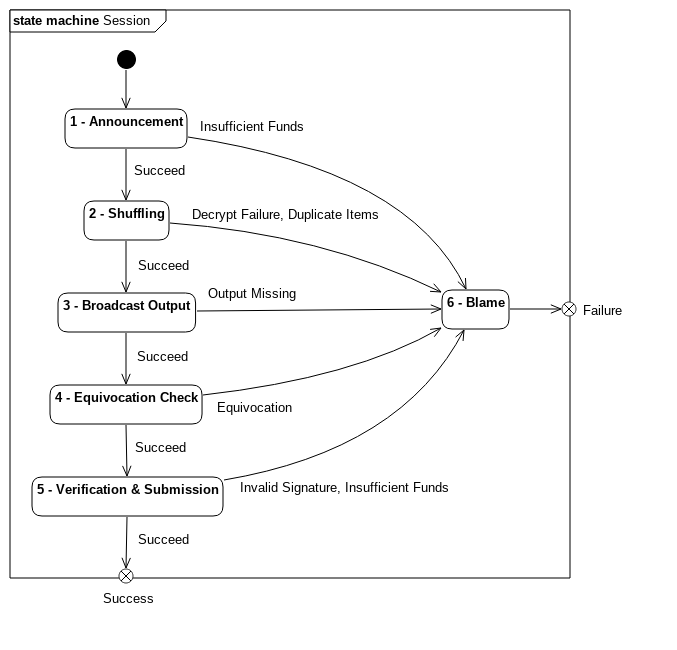 state machine Session
1 - Announcement
Insufficient Funds
Succeed
2 - Shuffling
Decrypt Failure, Duplicate Items
Succeed
3 - Broadcast Output
Output Missing
6 - Blame
Failure
Succeed
4 - Equivocation Check
Equivocation
Succeed
5 - Verification & Submission
Invalid Signature, Insufficient Funds
Succeed
Success